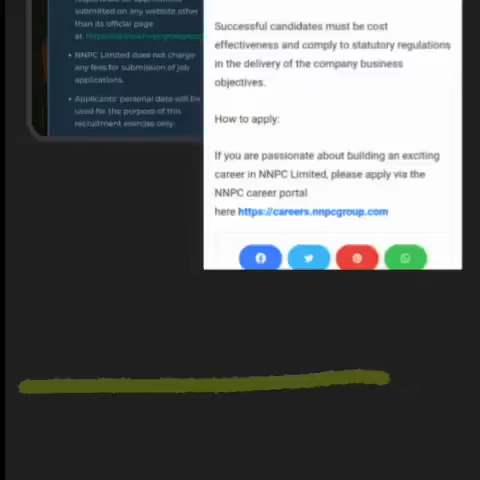 submitted on any website other
than its official page
at
• NNPC Limited does not charge
any fees for submission of job
applications.
• Applicants' personal data will be
used for the purpose of this
recruitment exercise only
Successful candidates must be cost
effectiveness and comply to statutory regulations
in the delivery of the company business
objectives.
How to apply:
If you are passionate about building an exciting
career in NNPC Limited, please apply via the
NNPC career portal
here https://careers.nnpcgroup.com